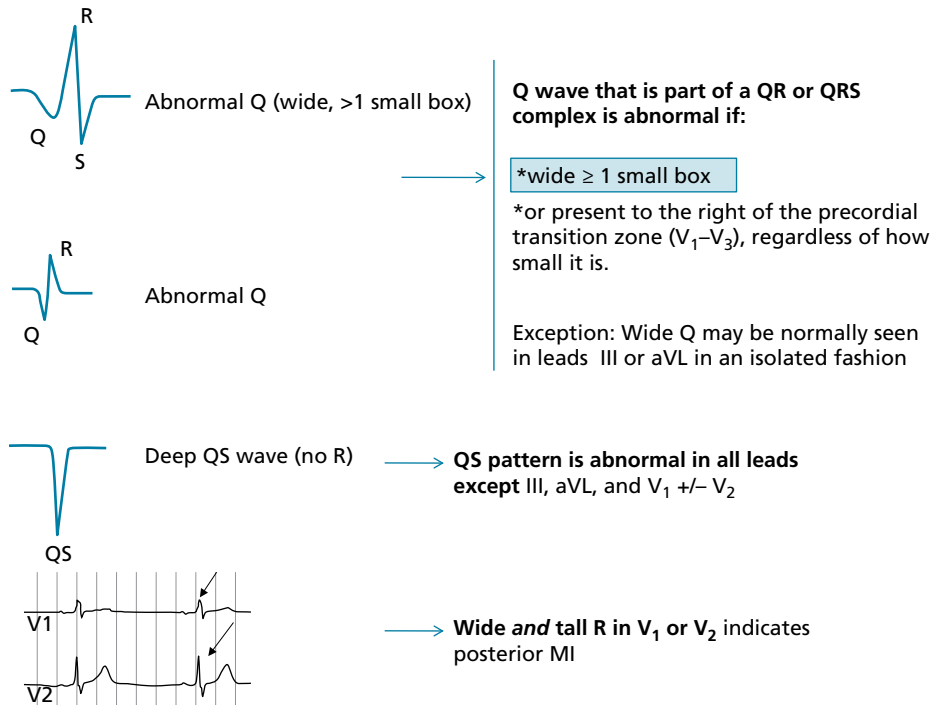 R
Abnormal Q (wide, >1 small box)
Q
S
Q wave that is part of a QR or QRS
complex is abnormal if:
*wide ≥ 1 small box
*or present to the right of the precordial
transition zone (V₁–V₃), regardless of how
small it is.
R
Abnormal Q
Q
Exception: Wide Q may be normally seen
in leads III or aVL in an isolated fashion
Deep QS wave (no R)
QS pattern is abnormal in all leads
except III, aVL, and V₁ +/– V₂
QS
V1
V2
Wide and tall R in V₁ or V₂ indicates
posterior MI